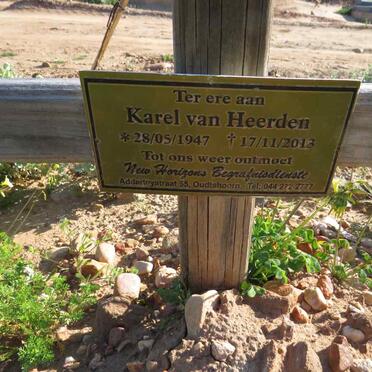 Ter ere aan
Karel van Heerden
*28/05/1947 †17/11/2013
Tot ons weer ontmoet
New Horizons Begrafnisdienste
Adderleystraat 55, Oudtshoorn, Tel: 044 272 2777